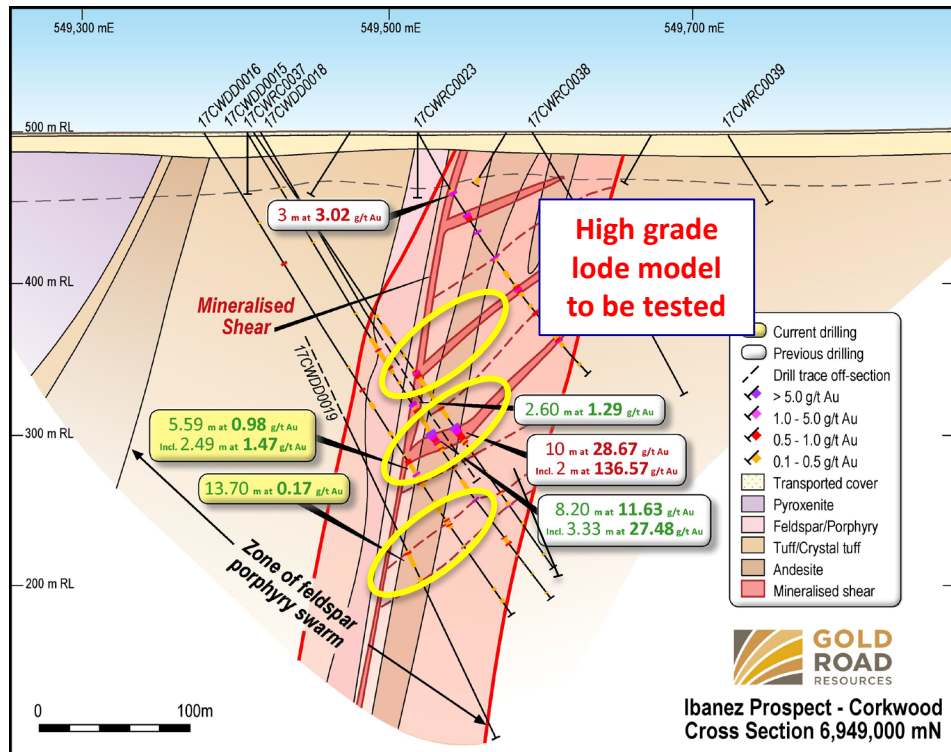 549,300 mE
549,500 mE
549,700 mE
17CWDD0016
17CWDD0015
17CWRC0037
17CWDD0018
17CWRC0023
17CWRC0038
17CWRC0039
500 m RL
3 m at 3.02 g/t Au
High grade
lode model
to be tested
400 m RL
Mineralised
Shear
17CWDD0019
5.59 m at 0.98 g/t Au
Incl. 2.49 m at 1.47 g/t Au
2.60 m at 1.29 g/t Au
300 m RL
10 m at 28.67 g/t Au
Incl. 2 m at 136.57 g/t Au
13.70 m at 0.17 g/t Au
8.20 m at 11.63 g/t Au
Incl. 3.33 m at 27.48 g/t Au
Zone of feldspar
porphyry swarm
200 m RL
Current drilling
Previous drilling
Drill trace off-section
> 5.0 g/t Au
1.0 - 5.0 g/t Au
0.5 - 1.0 g/t Au
0.1 - 0.5 g/t Au
Transported cover
Pyroxenite
Feldspar/Porphyry
Tuff/Crystal tuff
Andesite
Mineralised shear
GOLD
ROAD
RESOURCES
0
100m
Ibanez Prospect - Corkwood
Cross Section 6,949,000 mN